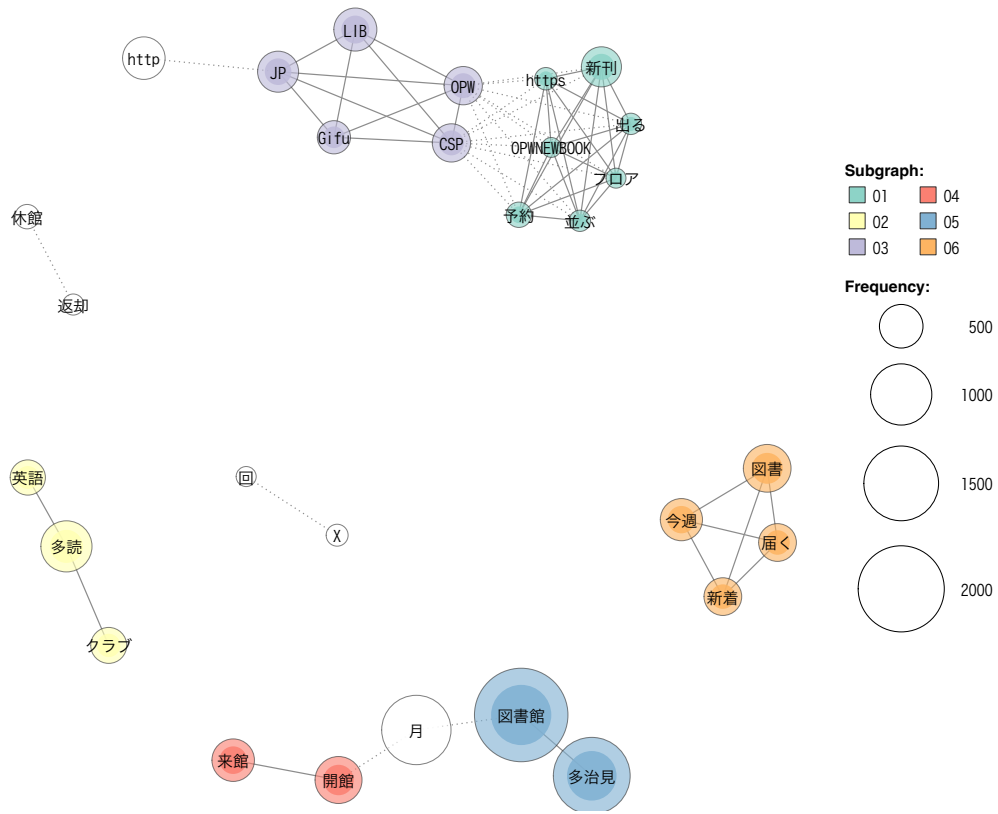 LIB
http
JP
新刊
https
OPW
出る
Gifu
CSP
OPWNEWBOOK
フロア
予約
並ぶ
休館
返却
英語
多読
クラブ
回
X
図書
今週
届く
新着
月
図書館
来館
開館
多治見
Subgraph:
01 04
02 05
03 06
Frequency:
500
1000
1500
2000